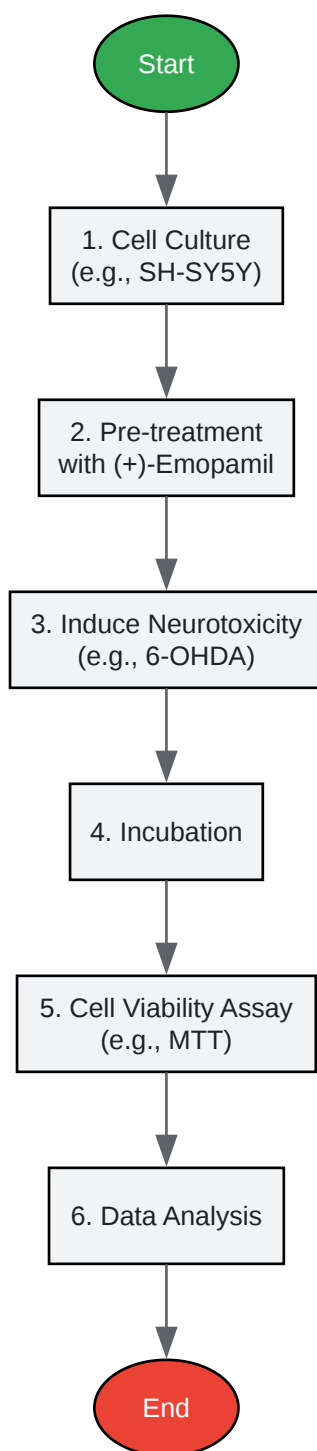 Start
1. Cell Culture
(e.g., SH-SY5Y)
2. Pre-treatment
with (+)-Emopamil
3. Induce Neurotoxicity
(e.g., 6-OHDA)
4. Incubation
5. Cell Viability Assay
(e.g., MTT)
6. Data Analysis
End